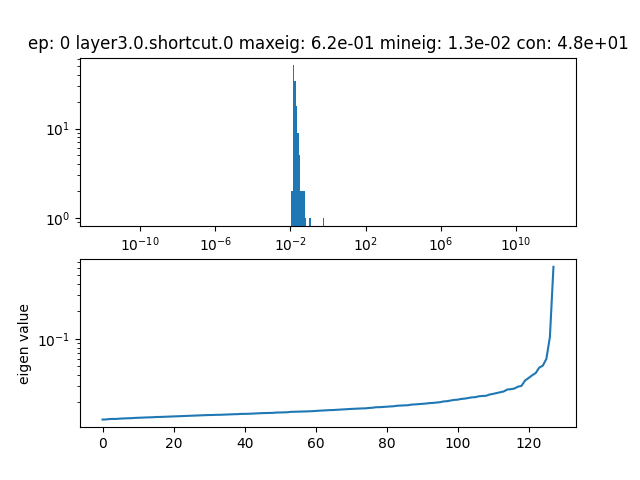 ep: 0 layer3.0.shortcut.0 maxeig: 6.2e-01 mineig: 1.3e-02 con: 4.8e+01
10¹
10⁰
10⁻¹⁰ 10⁻⁶ 10⁻² 10² 10⁶ 10¹⁰
10⁻¹
eigen value
0 20 40 60 80 100 120